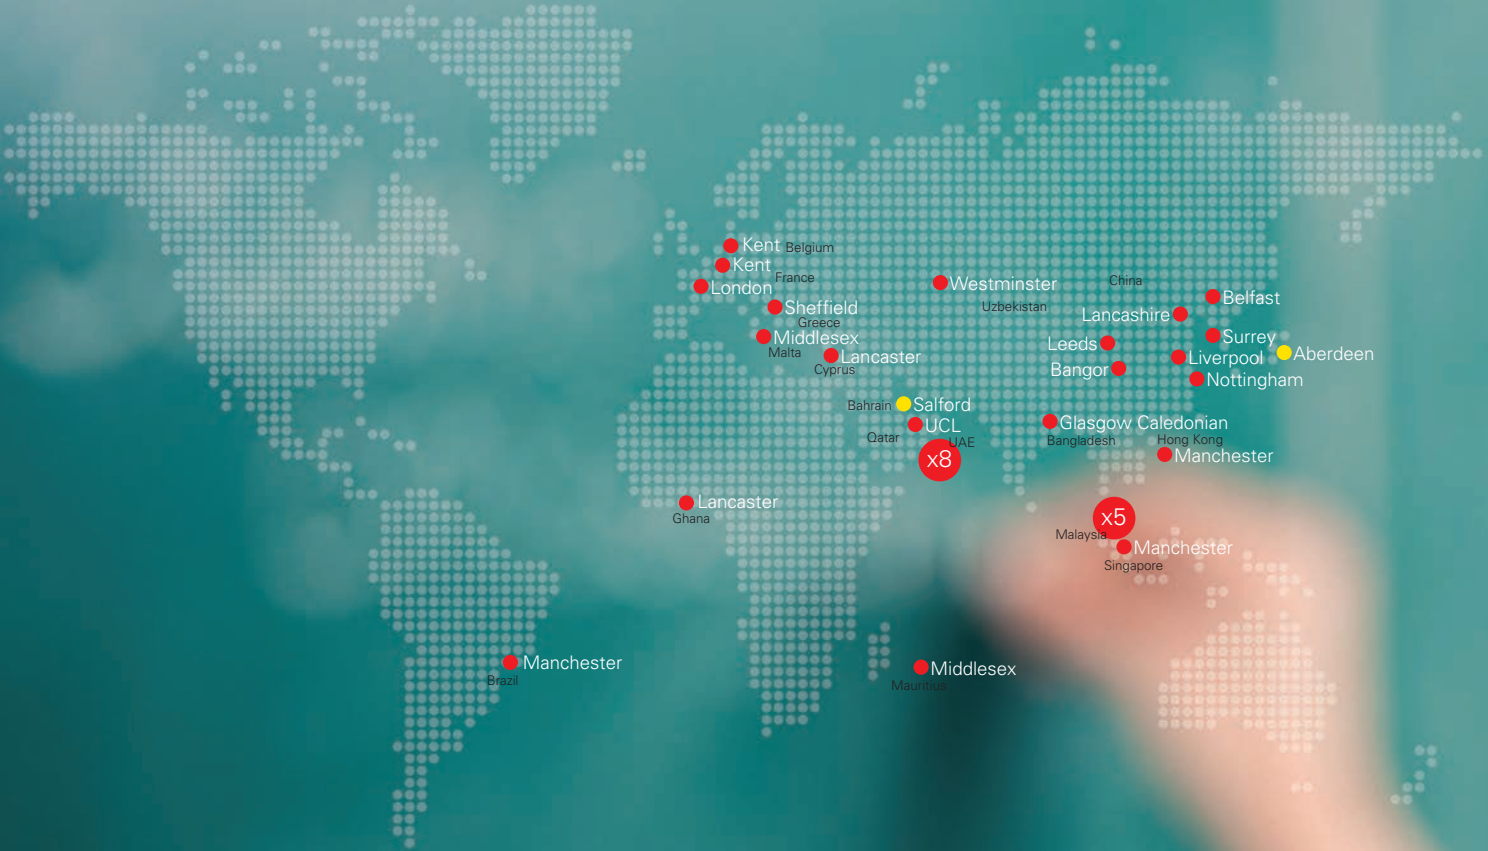 Kent Belgium
Kent
France
London
Sheffield
Greece
Middlesex
Malta
Lancaster
Cyprus
Westminster
Uzbekistan
China
Belfast
Lancashire
Surrey
Leeds
Liverpool
Aberdeen
Bangor
Nottingham
Bahrain Salford
UCL
Qatar
UAE
x8
Glasgow Caledonian
Bangladesh
Hong Kong
Manchester
Lancaster
Ghana
x5
Malaysia
Manchester
Singapore
Manchester
Brazil
Middlesex
Mauritius